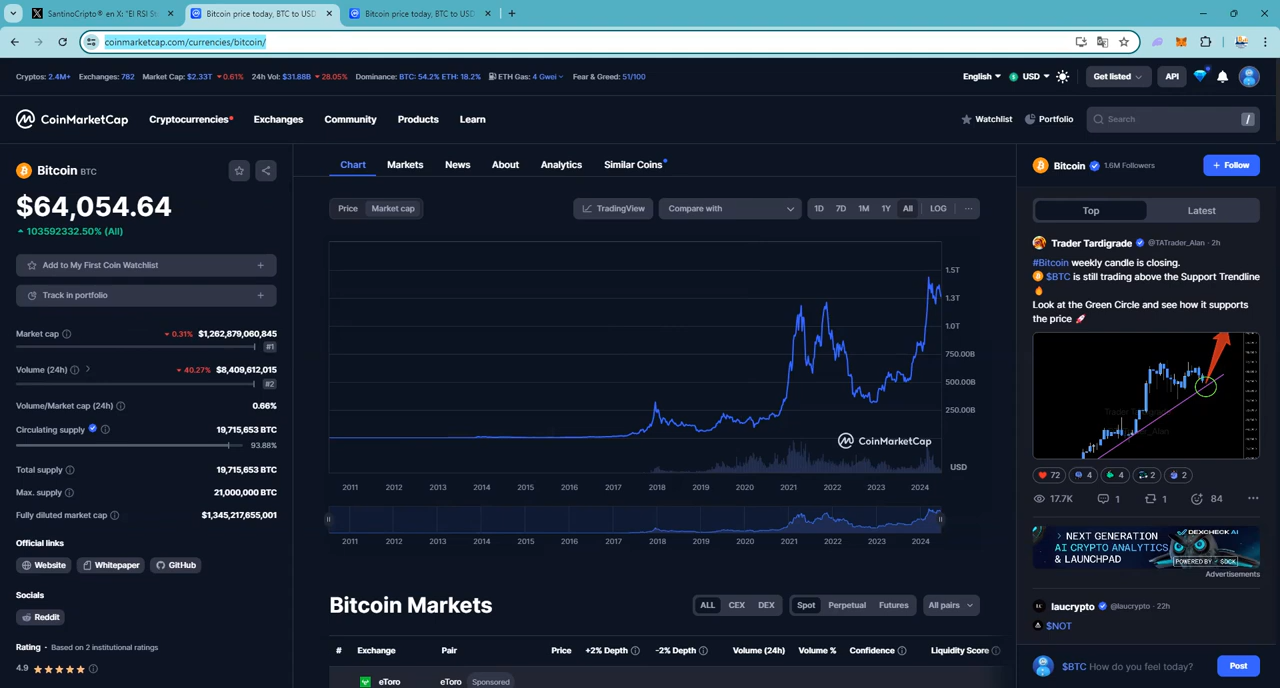 SantinoCripto® en X: "El RSI S
Bitcoin price today, BTC to USD
Bitcoin price today, BTC to USD
coinmarketcap.com/currencies/bitcoin/
Cryptos: 2.4M+ Exchanges: 782 Market Cap: $2.33T 0.61% 24h Vol: $31.88B 28.05% Dominance: BTC: 54.2% ETH: 18.2% ETH Gas: 4 Gwei Fear & Greed: 51/100
English USD Get listed API
CoinMarketCap Cryptocurrencies Exchanges Community Products Learn
Watchlist Portfolio Search /
Bitcoin BTC
$64,054.64
103592332.50% (All)
Add to My First Coin Watchlist +
Track in portfolio +
Market cap 0.31% $1,262,879,060,845
#1
Volume (24h) 40.27% $8,409,612,015
#2
Volume/Market cap (24h) 0.66%
Circulating supply 19,715,653 BTC
93.88%
Total supply 19,715,653 BTC
Max. supply 21,000,000 BTC
Fully diluted market cap $1,345,217,655,001
Official links
Website Whitepaper GitHub
Socials
Reddit
Rating · Based on 2 institutional ratings
4.9
Chart Markets News About Analytics Similar Coins
Price Market cap TradingView Compare with 1D 7D 1M 1Y All LOG ...
1.5T
1.3T
1.0T
750.00B
500.00B
250.00B
CoinMarketCap
USD
2011 2012 2013 2014 2015 2016 2017 2018 2019 2020 2021 2022 2023 2024
2011 2012 2013 2014 2015 2016 2017 2018 2019 2020 2021 2022 2023 2024
Bitcoin Markets ALL CEX DEX Spot Perpetual Futures All pairs
# Exchange Pair Price +2% Depth -2% Depth Volume (24h) Volume % Confidence Liquidity Score
eToro eToro Sponsored
Bitcoin 1.6M Followers + Follow
Top Latest
Trader Tardigrade @TATrader_Alan · 2h
#Bitcoin weekly candle is closing.
$BTC is still trading above the Support Trendline
Look at the Green Circle and see how it supports
the price
72 4 4 2 2
17.7K 1 1 84 ...
NEXT GENERATION
AI CRYPTO ANALYTICS
& LAUNCHPAD
DEXCHECK AI
POWERED BY - $DCK
Advertisements
laucrypto @laucrypto · 22h
$NOT
$BTC How do you feel today? Post